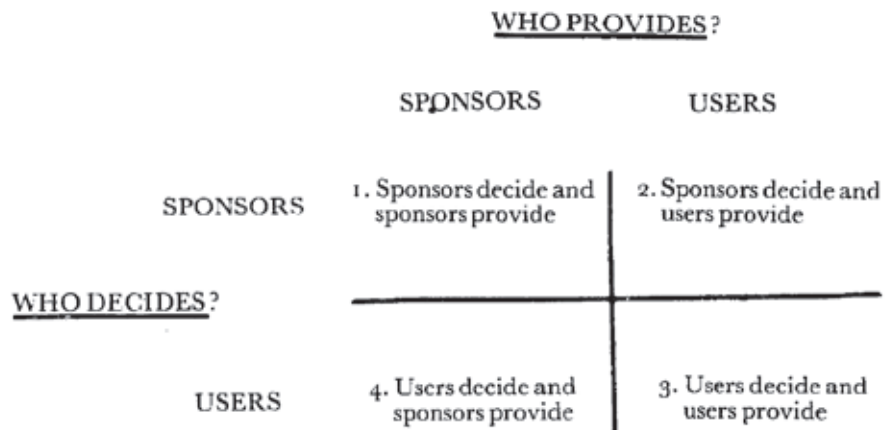 WHO PROVIDES?
SPONSORS USERS
SPONSORS
1. Sponsors decide and
sponsors provide
2. Sponsors decide and
users provide
WHO DECIDES?
USERS
4. Users decide and
sponsors provide
3. Users decide and
users provide